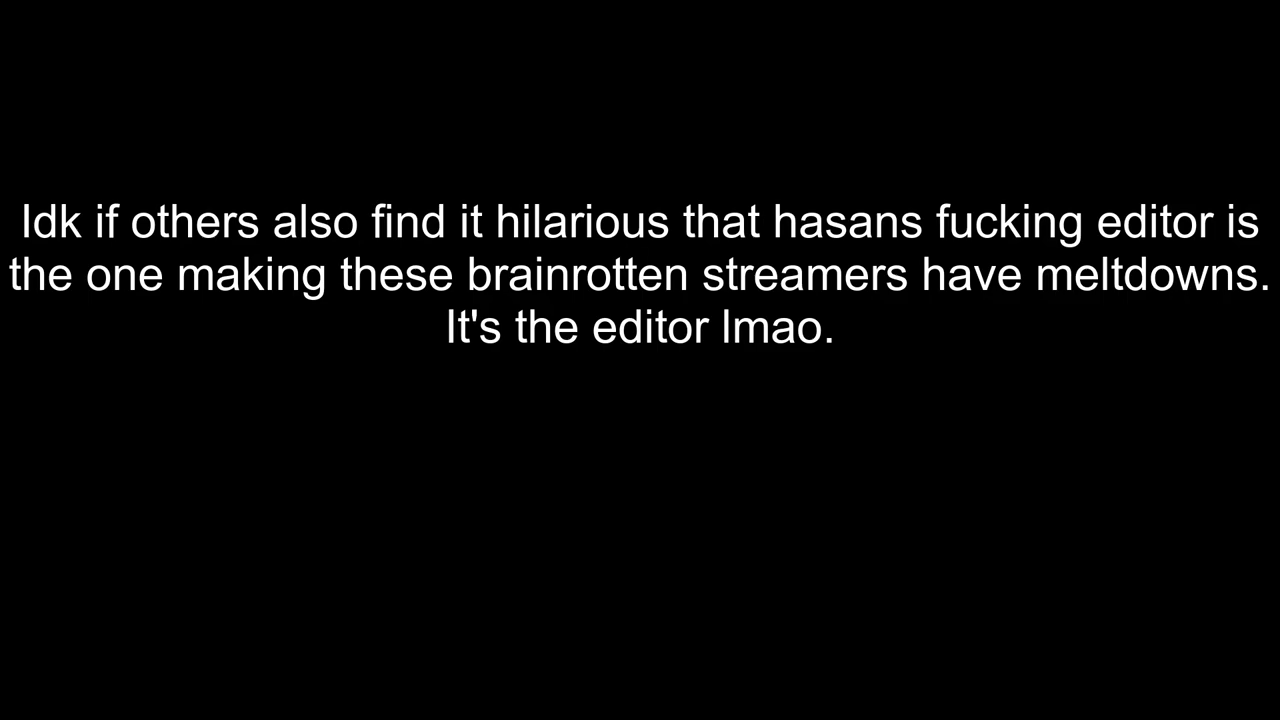 Idk if others also find it hilarious that hasans fucking editor is
the one making these brainrotten streamers have meltdowns.
It's the editor lmao.